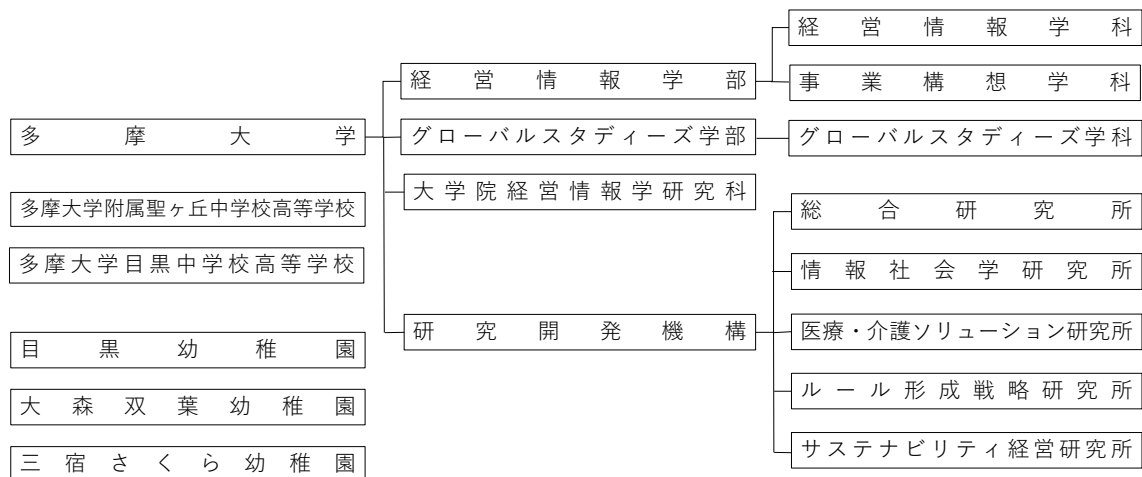 経営情報学科
経営情報学部
事業構想学科
多摩大学
グローバルスタディーズ学部
グローバルスタディーズ学科
大学院経営情報学研究科
多摩大学附属聖ヶ丘中学校高等学校
総合研究所
多摩大学目黒中学校高等学校
情報社会学研究所
研究開発機構
医療・介護ソリューション研究所
目黒幼稚園
ルール形成戦略研究所
大森双葉幼稚園
サステナビリティ経営研究所
三宿さくら幼稚園